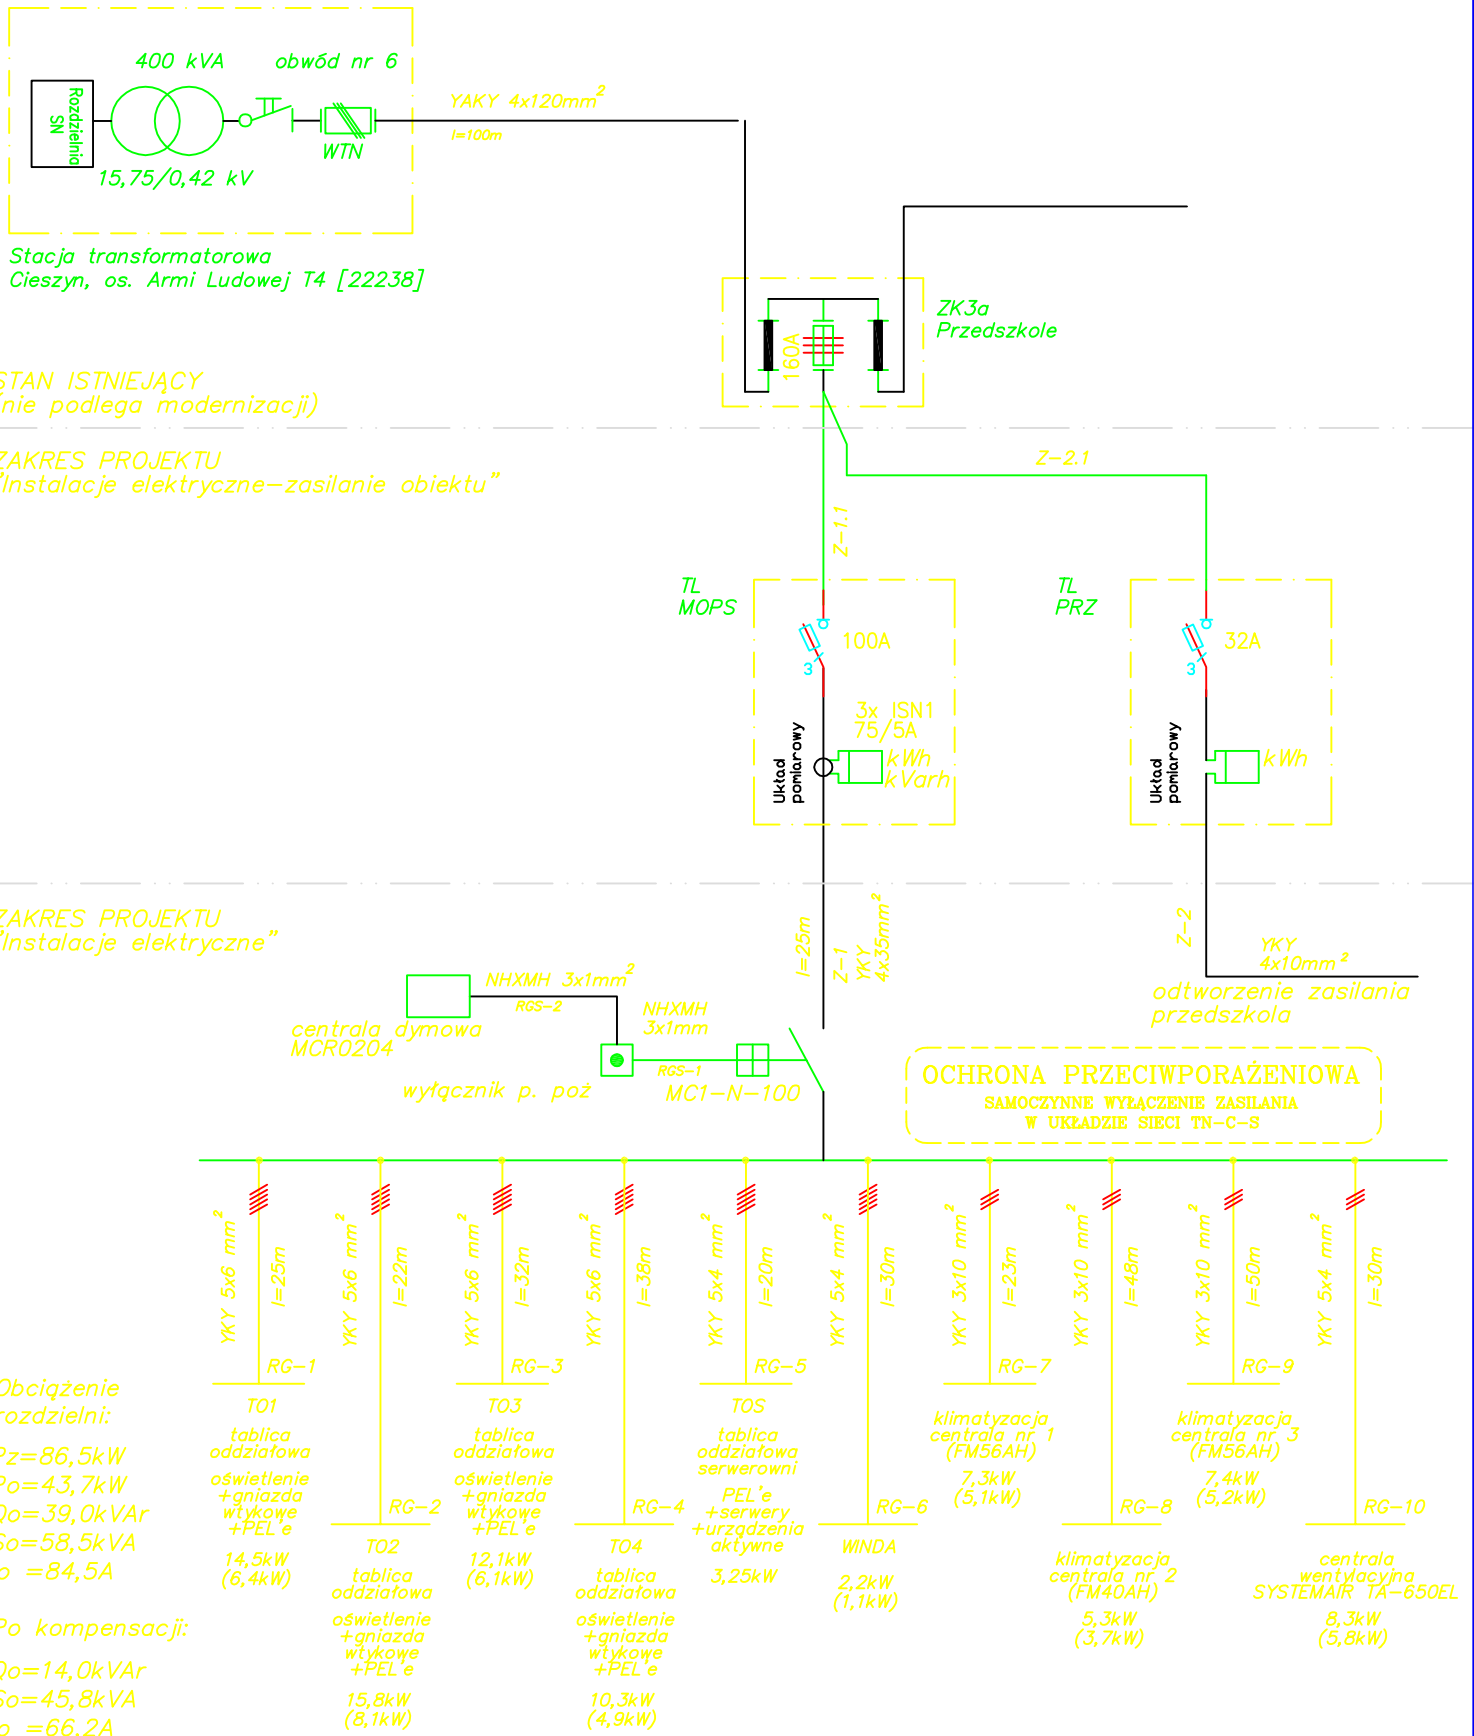 400 kVA
obwód nr 6
Rozdzielnia
SN
WTN
15,75/0,42 kV
YAKY 4x120mm²
l=100m
Stacja transformatorowa
Cieszyn, os. Armi Ludowej T4 [22238]
ZK3a
Przedszkole
160A
STAN ISTNIEJĄCY
(nie podlega modernizacji)
ZAKRES PROJEKTU
"Instalacje elektryczne-zasilanie obiektu"
Z-2.1
Z-1.1
TL
MOPS
100A
3
3x ISN1
75/5A
Układ
pomiarowy
kWh
kVarh
TL
PRZ
32A
3
Układ
pomiarowy
kWh
ZAKRES PROJEKTU
"Instalacje elektryczne"
l=25m
Z-1
YKY
4x35mm²
Z-2
YKY
4x10mm²
odtworzenie zasilania
przedszkola
NHXMH 3x1mm²
RGS-2
centrala dymowa
MCR0204
NHXMH
3x1mm
RGS-1
wyłącznik p. poż
MC1-N-100
OCHRONA PRZECIWPORAŻENIOWA
SAMOCZYNNE WYŁĄCZENIE ZASILANIA
W UKŁADZIE SIECI TN-C-S
YKY 5x6 mm²
l=25m
YKY 5x6 mm²
l=22m
YKY 5x6 mm²
l=32m
YKY 5x6 mm²
l=38m
YKY 5x4 mm²
l=20m
YKY 5x4 mm²
l=30m
YKY 3x10 mm²
l=23m
YKY 3x10 mm²
l=48m
YKY 3x10 mm²
l=50m
YKY 5x4 mm²
l=30m
RG-1
TO1
tablica
oddziałowa
oświetlenie
+gniazda
wtykowe
+PEL'e
14,5kW
(6,4kW)
RG-2
TO2
tablica
oddziałowa
oświetlenie
+gniazda
wtykowe
+PEL'e
15,8kW
(8,1kW)
RG-3
TO3
tablica
oddziałowa
oświetlenie
+gniazda
wtykowe
+PEL'e
12,1kW
(6,1kW)
RG-4
TO4
tablica
oddziałowa
oświetlenie
+gniazda
wtykowe
+PEL'e
10,3kW
(4,9kW)
RG-5
TOS
tablica
oddziałowa
serwerowni
PEL'e
+serwery
+urządzenia
aktywne
3,25kW
RG-6
WINDA
2,2kW
(1,1kW)
RG-7
klimatyzacja
centrala nr 1
(FM56AH)
7,3kW
(5,1kW)
RG-8
klimatyzacja
centrala nr 2
(FM40AH)
5,3kW
(3,7kW)
RG-9
klimatyzacja
centrala nr 3
(FM56AH)
7,4kW
(5,2kW)
RG-10
centrala
wentylacyjna
SYSTEMAIR TA-650EL
8,3kW
(5,8kW)
Obciążenie
rozdzielni:
Pz=86,5kW
Po=43,7kW
Qo=39,0kVAr
So=58,5kVA
o =84,5A
Po kompensacji:
Qo=14,0kVAr
So=45,8kVA
o =66,2A